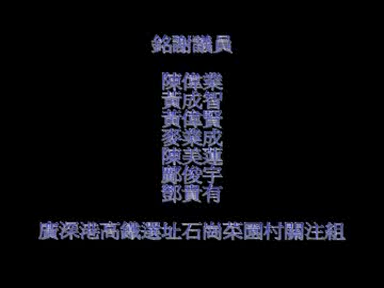 銘謝議員
陳偉業
黃成智
黃偉賢
麥業成
陳美蓮
鄺俊宇
鄧貴有
廣深港高鐵選址石崗菜園村關注組